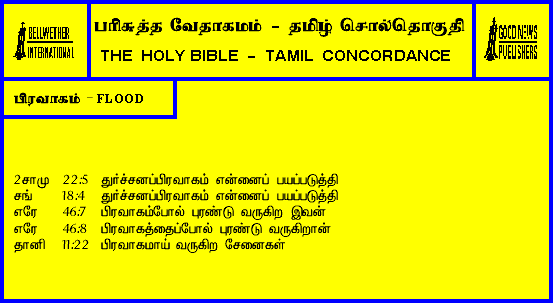 BELLWETHER
INTERNATIONAL
பரிசுத்த வேதாகமம் - தமிழ் சொல்தொகுதி
THE HOLY BIBLE - TAMIL CONCORDANCE
GOOD NEWS
PUBLISHERS
பிரவாகம் - FLOOD
2சாமு 22:5 துர்ச்சனப்பிரவாகம் என்னைப் பயப்படுத்தி
சங் 18:4 துர்ச்சனப்பிரவாகம் என்னைப் பயப்படுத்தி
எரே 46:7 பிரவாகம்போல் புரண்டு வருகிற இவன்
எரே 46:8 பிரவாகத்தைப்போல் புரண்டு வருகிறான்
தானி 11:22 பிரவாகமாய் வருகிற சேனைகள்